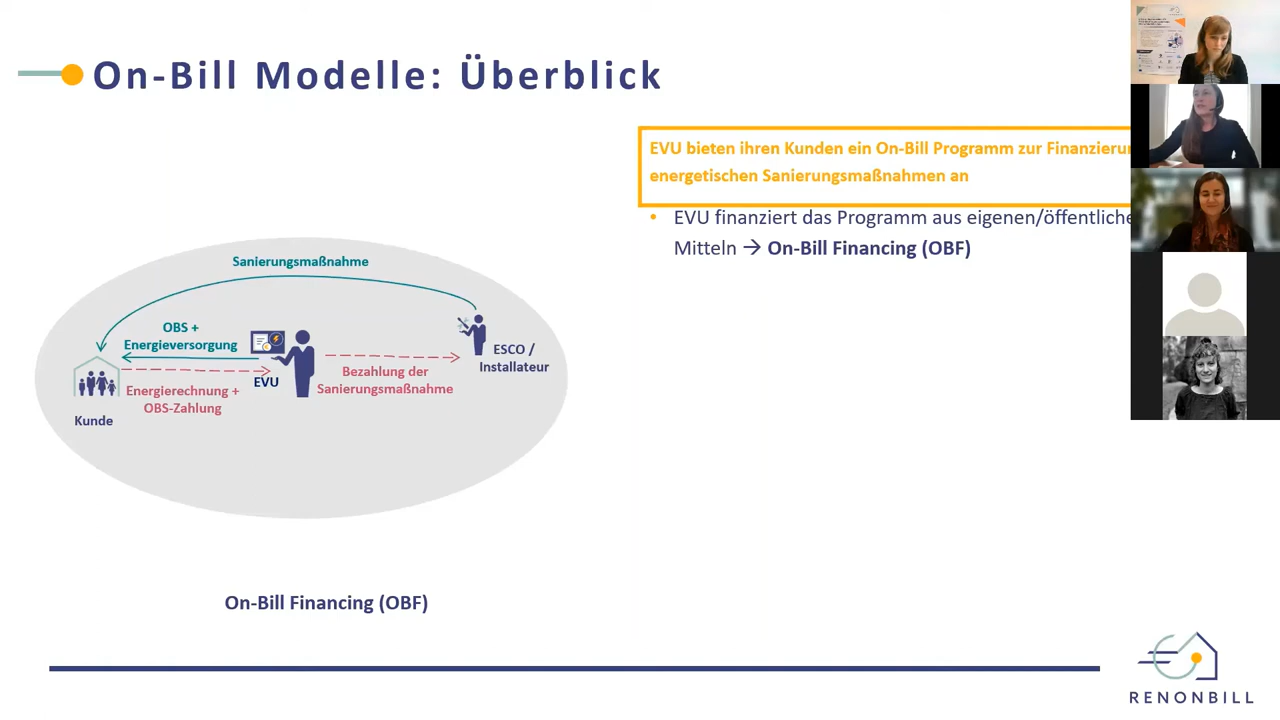 On-Bill Modelle: Überblick
EVU bieten ihren Kunden ein On-Bill Programm zur
energetischen Sanierungsmaßnahmen an
• EVU finanziert das Programm aus eigenen/öffentliche
Mitteln → On-Bill Financing (OBF)
Sanierungsmaßnahme
OBS +
Energieversorgung
EVU
Energierechnung +
OBS-Zahlung
Kunde
Bezahlung der
Sanierungsmaßnahme
ESCO /
Installateur
On-Bill Financing (OBF)
RENONBILL